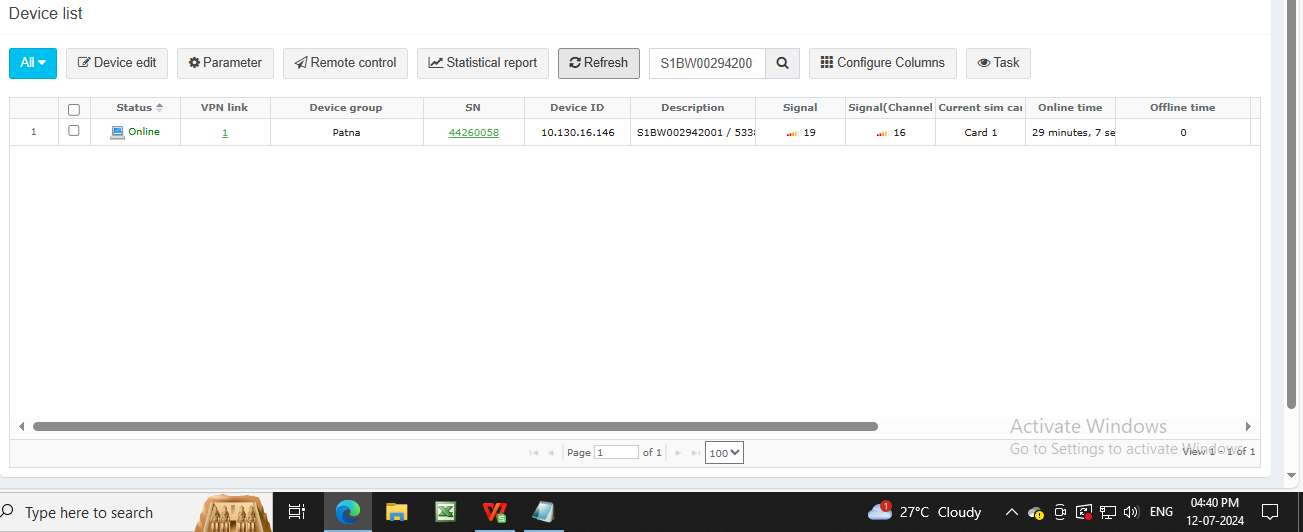 Device list
All Device edit Parameter Remote control Statistical report Refresh S1BW00294200 Configure Columns Task
Status VPN link Device group SN Device ID Description Signal Signal(Channel Current sim car Online time Offline time
1 Online 1 Patna 44260058 10.130.16.146 S1BW002942001 / 533 19 16 Card 1 29 minutes, 7 se 0
Activate Windows
Go to Settings to activate Windows.
Page 1 of 1 100 View 1 - 1 of 1
Type here to search 1 27°C Cloudy ENG 04:40 PM
12-07-2024